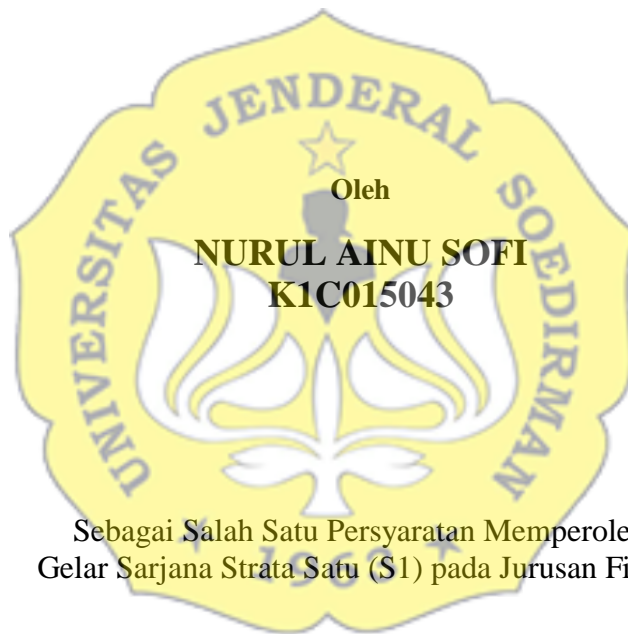 UNIVERSITAS JENDERAL SOEDIRMAN
Oleh
NURUL AINU SOFI
K1C015043
Sebagai Salah Satu Persyaratan Memperole
Gelar Sarjana Strata Satu (S1) pada Jurusan Fi
1963